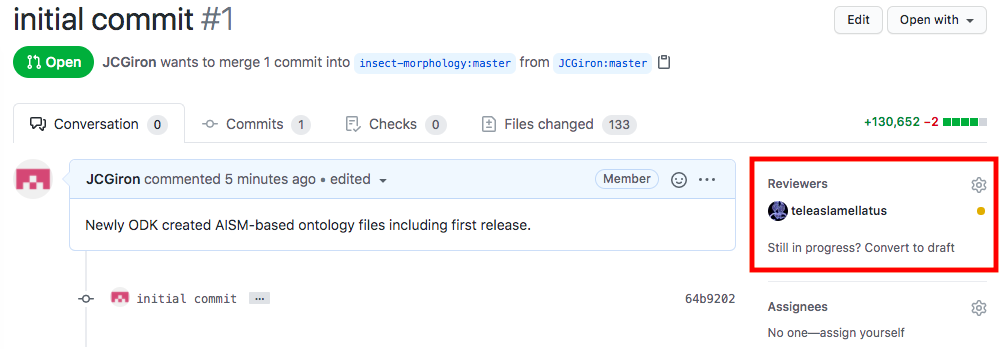 initial commit #1
Edit
Open with
Open
JCGiron wants to merge 1 commit into insect-morphology:master from JCGiron:master
Conversation 0
Commits 1
Checks 0
Files changed 133
+130,652 −2
JCGiron commented 5 minutes ago • edited
Member
Newly ODK created AISM-based ontology files including first release.
initial commit ...
64b9202
Reviewers
teleaslamellatus
Still in progress? Convert to draft
Assignees
No one—assign yourself